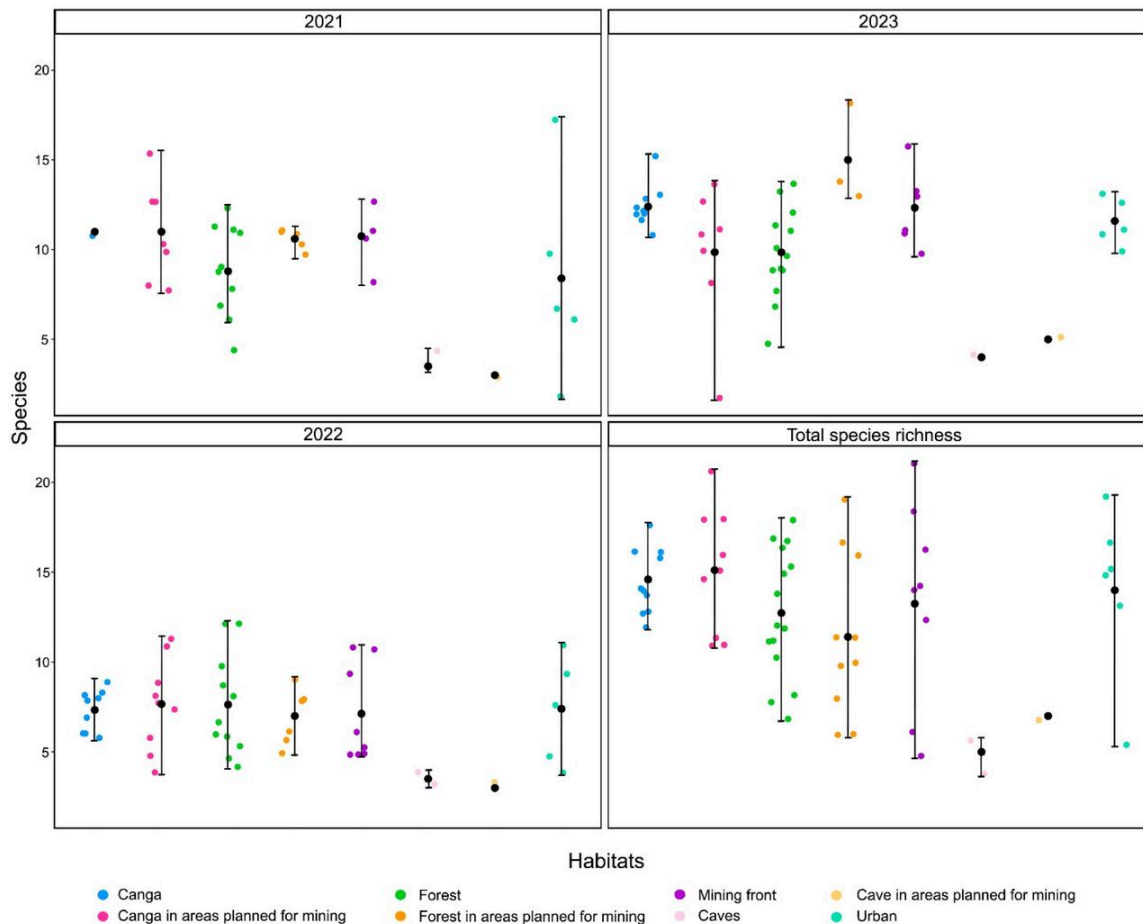 2021
2023
20
15
10
5
Species
2022
Total species richness
20
15
10
5
Habitats
Canga
Forest
Mining front
Cave in areas planned for mining
Canga in areas planned for mining
Forest in areas planned for mining
Caves
Urban